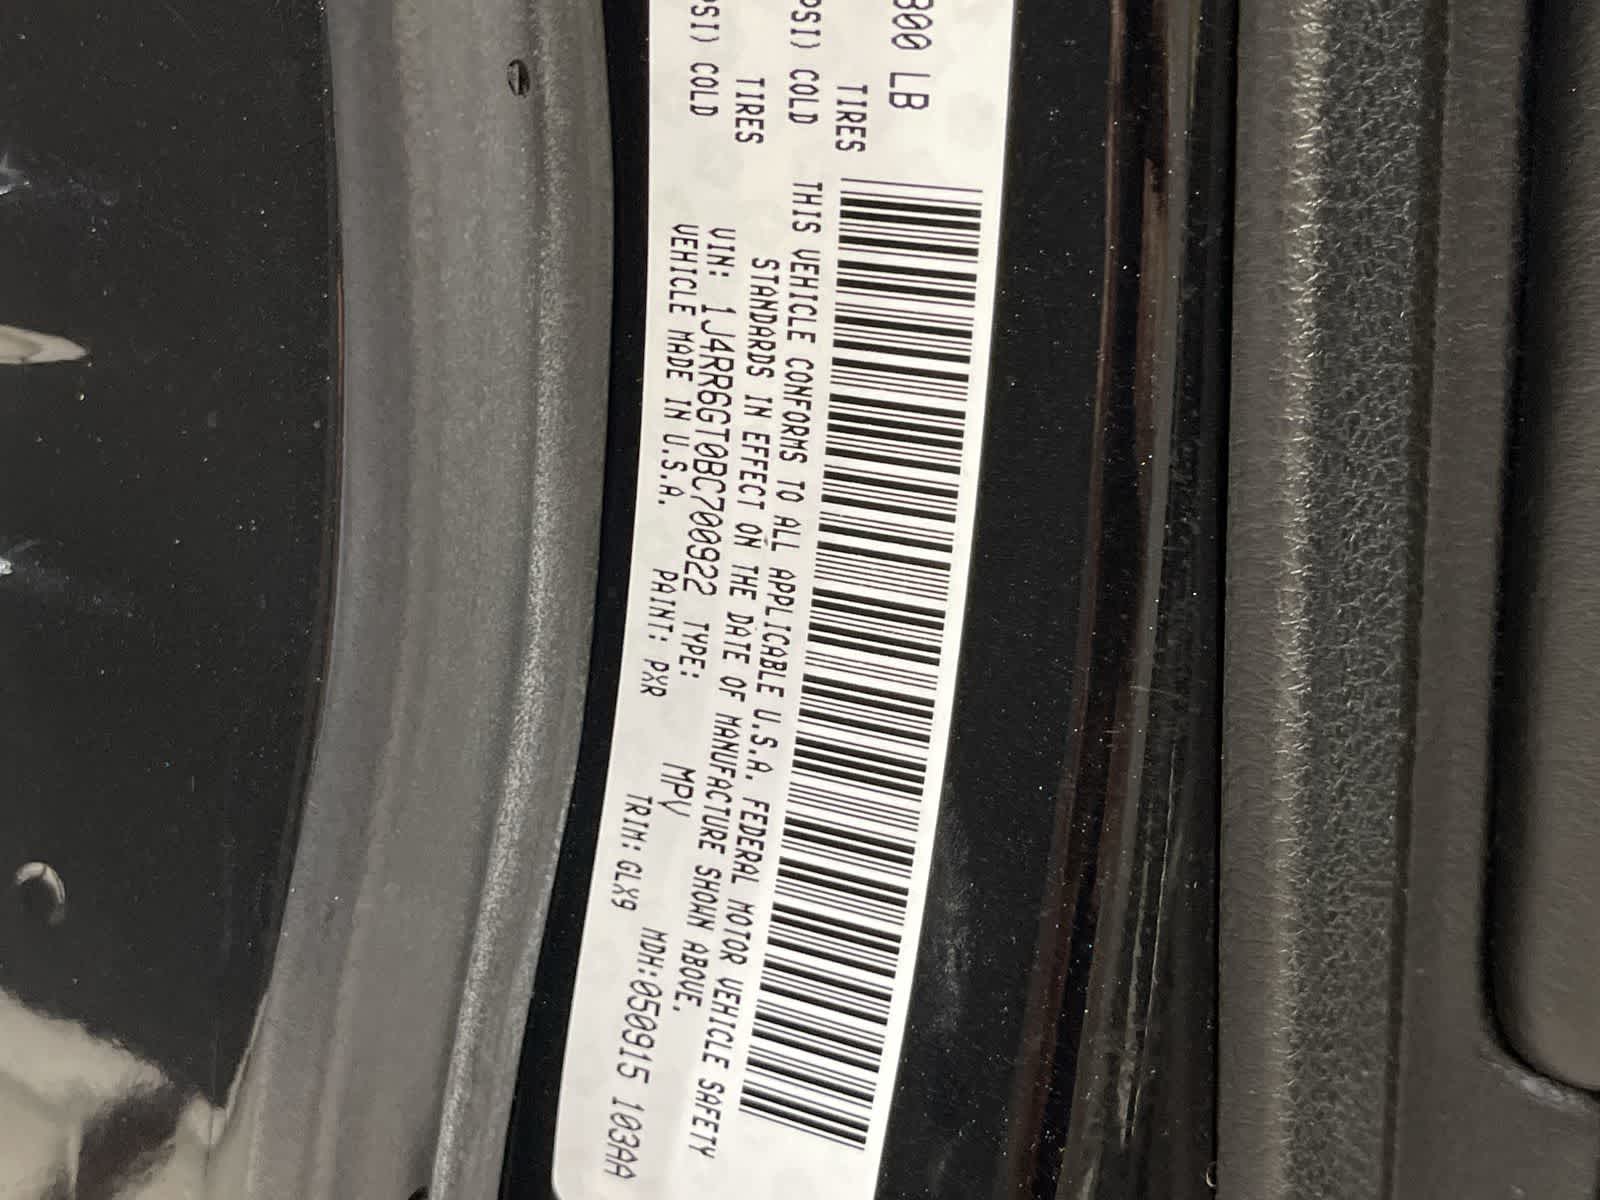 800 LB
TIRES
PSI) COLD
TIRES
PSI) COLD
THIS VEHICLE CONFORMS TO ALL APPLICABLE U.S.A. FEDERAL MOTOR VEHICLE SAFETY
STANDARDS IN EFFECT ON THE DATE OF MANUFACTURE SHOWN ABOVE.
VIN: 1J4RR6GT0BC700922 TYPE: MPV MDH:050915 103AA
VEHICLE MADE IN U.S.A. PAINT: PXR TRIM: GLX9